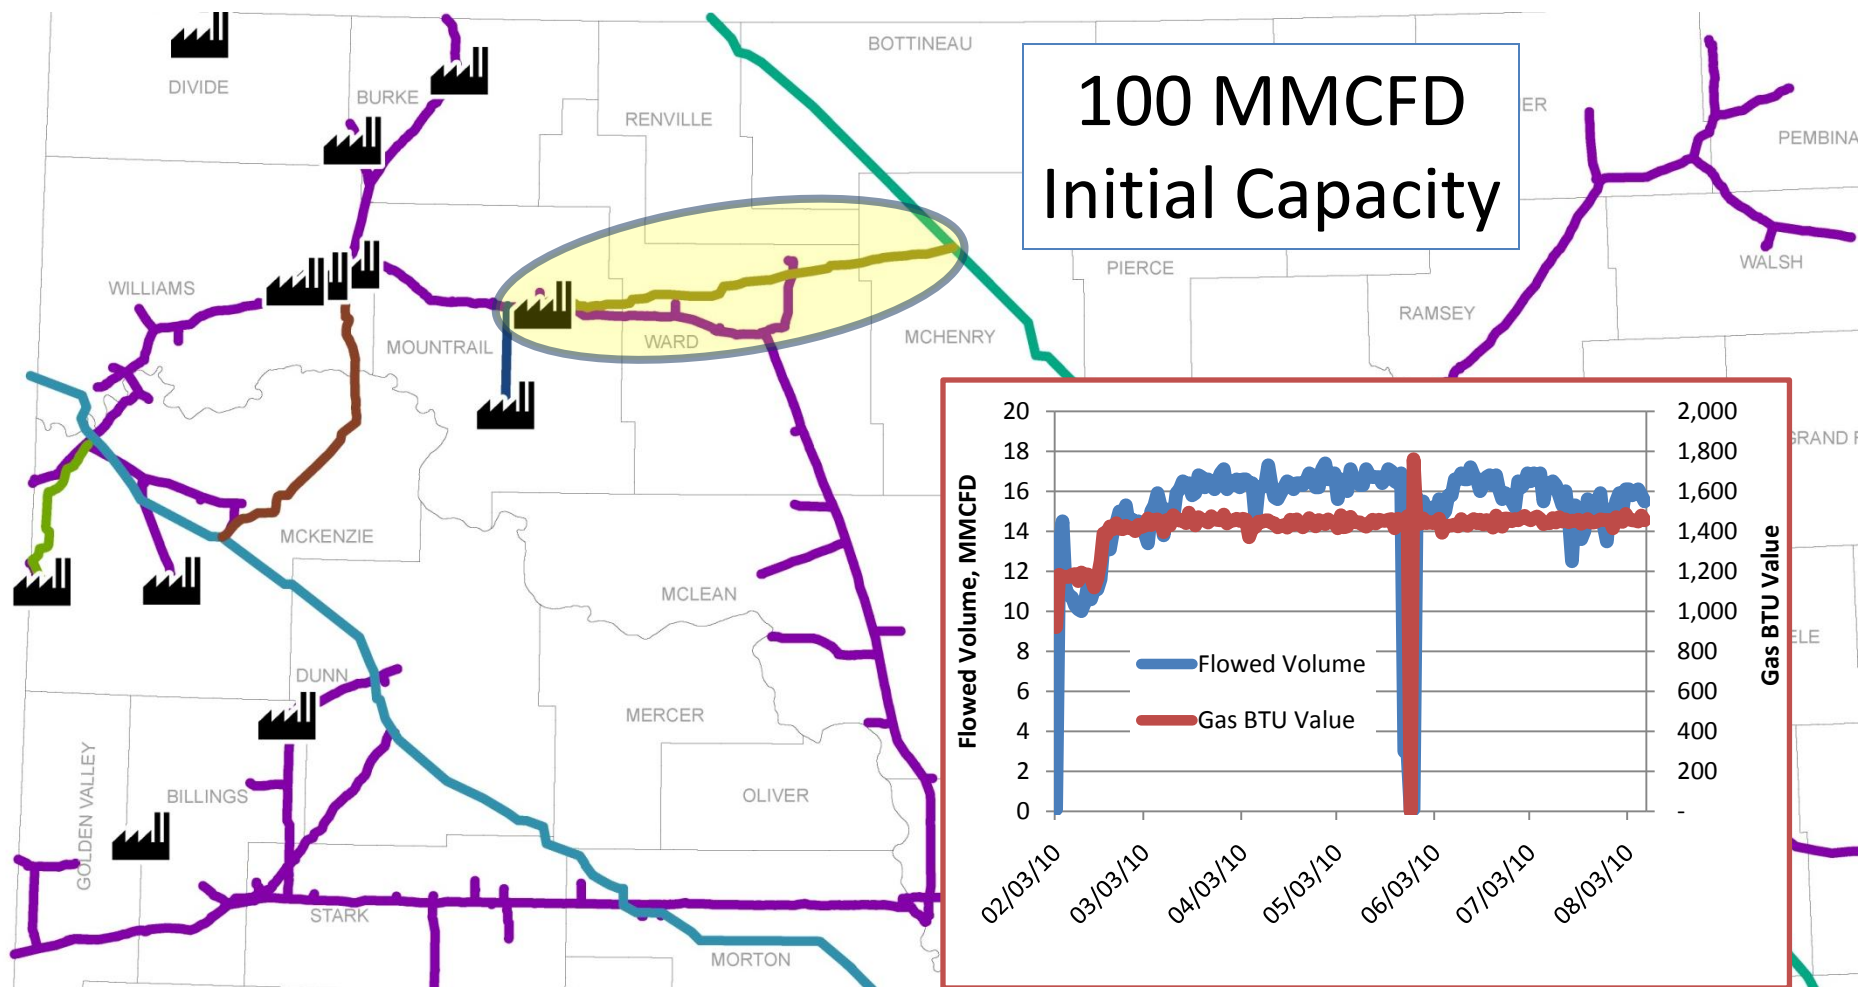 BOTTINEAU
DIVIDE
BURKE
RENVILLE
100 MMCFD
Initial Capacity
ER
PEMBINA
WILLIAMS
PIERCE
WALSH
RAMSEY
MOUNTRAIL
WARD
MCHENRY
MCKENZIE
MCLEAN
DUNN
MERCER
GOLDEN VALLEY
BILLINGS
OLIVER
STARK
MORTON
GRAND F
ELE
Flowed Volume, MMCFD
20
18
16
14
12
10
8
6
4
2
0
Flowed Volume
Gas BTU Value
2,000
1,800
1,600
1,400
1,200
1,000
800
600
400
200
-
Gas BTU Value
02/03/10
03/03/10
04/03/10
05/03/10
06/03/10
07/03/10
08/03/10